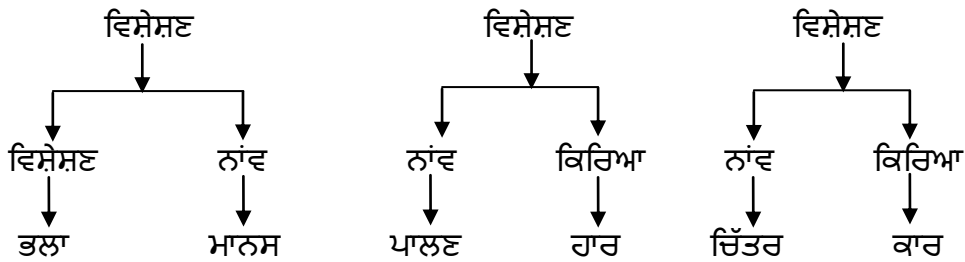 ਵਿਸ਼ੇਸ਼ਣ ਵਿਸ਼ੇਸ਼ਣ ਵਿਸ਼ੇਸ਼ਣ
ਵਿਸ਼ੇਸ਼ਣ ਨਾਂਵ ਨਾਂਵ ਕਿਰਿਆ ਨਾਂਵ ਕਿਰਿਆ
ਭਲਾ ਮਾਨਸ ਪਾਲਣ ਹਾਰ ਚਿੱਤਰ ਕਾਰ